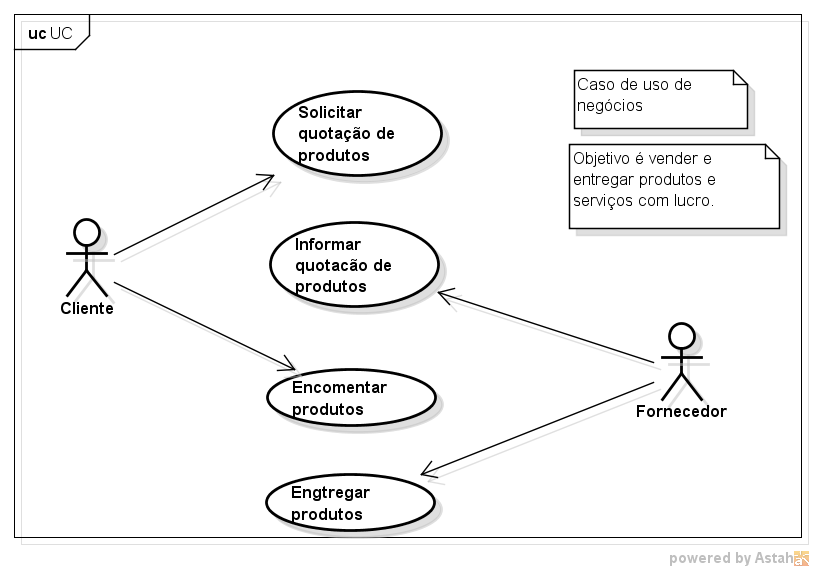 uc UC
Solicitar
quotação de
produtos
Caso de uso de
negócios
Objetivo é vender e
entregar produtos e
serviços com lucro.
Informar
quotacão de
produtos
Cliente
Fornecedor
Encomentar
produtos
Engtregar
produtos
powered by Astah